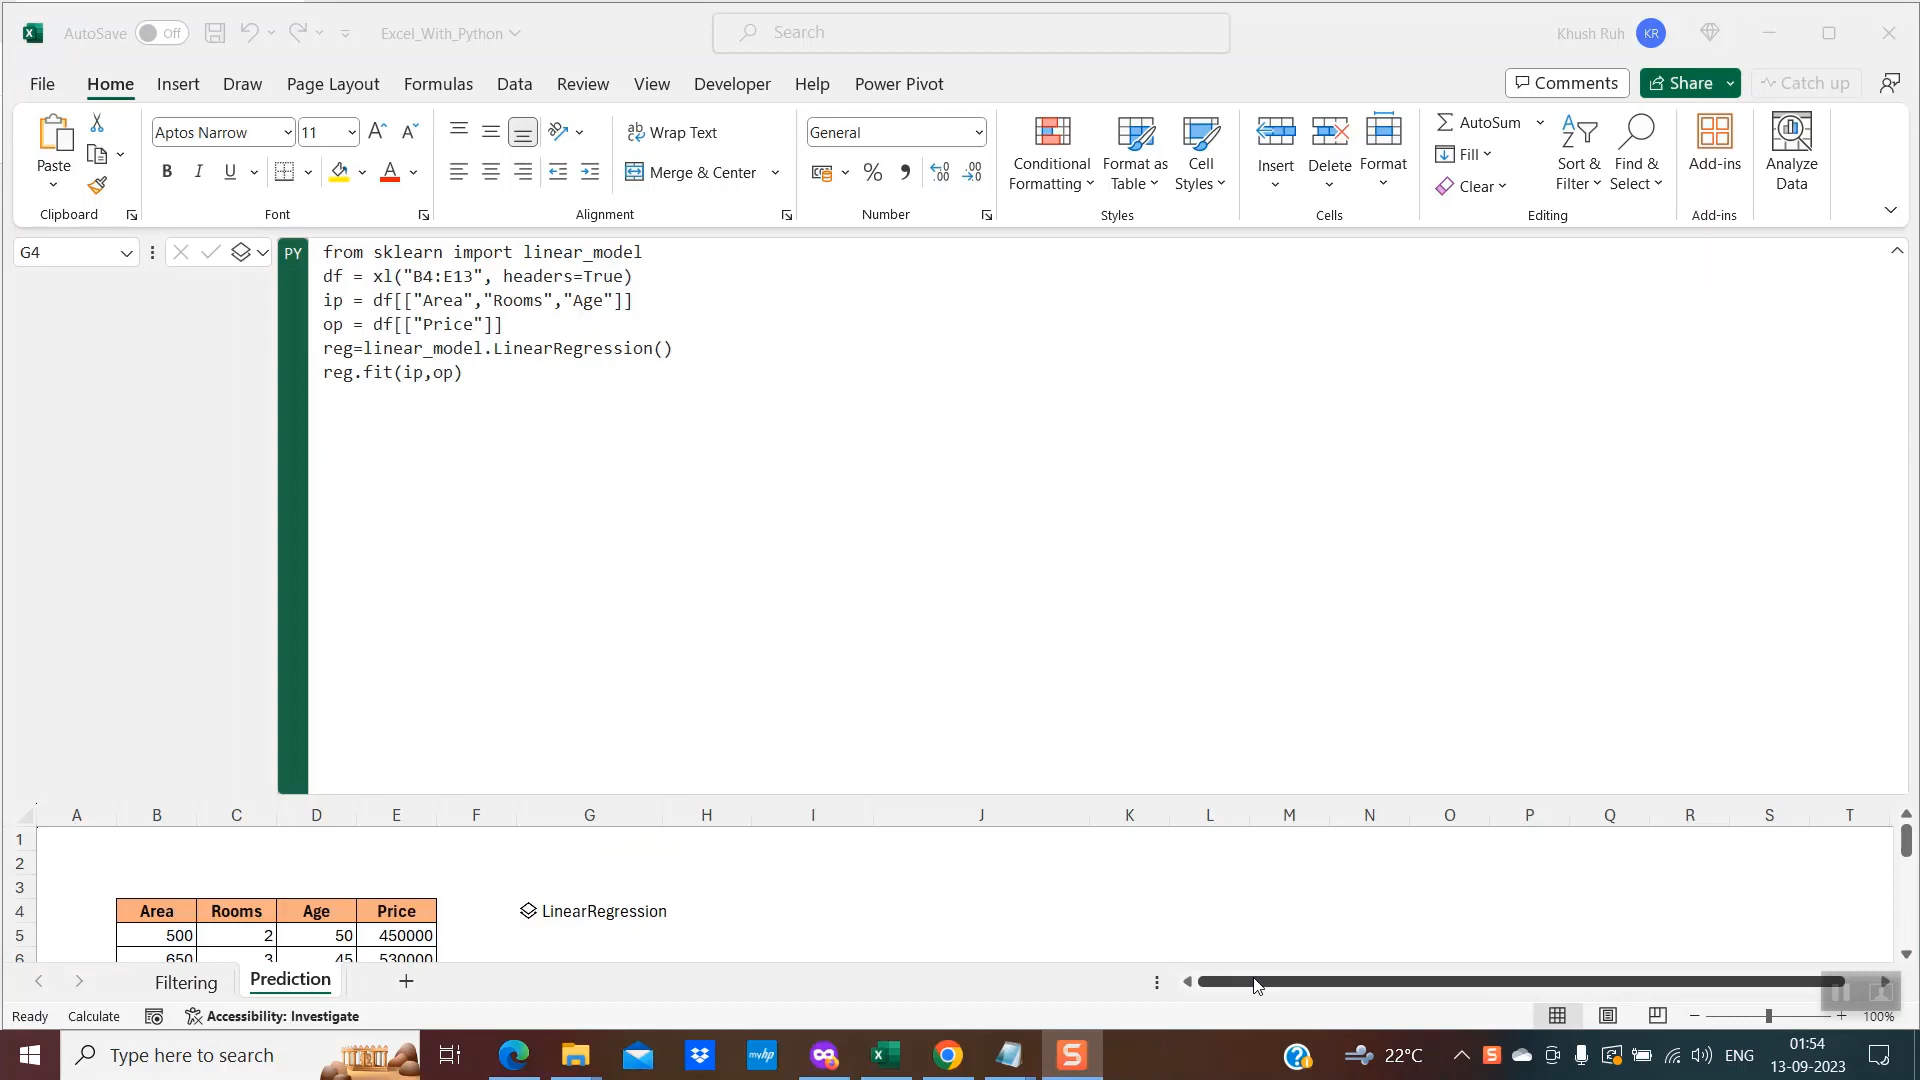 AutoSave Off Excel_With_Python Search Khush Ruh KR
File Home Insert Draw Page Layout Formulas Data Review View Developer Help Power Pivot Comments Share Catch up
Paste Aptos Narrow 11 Wrap Text General Conditional Formatting Format as Table Cell Styles Insert Delete Format AutoSum Sort & Filter Find & Select Add-ins Analyze Data
B I U Merge & Center % Fill
Clear
Clipboard Font Alignment Number Styles Cells Editing Add-ins
G4 PY from sklearn import linear_model
df = xl("B4:E13", headers=True)
ip = df[["Area","Rooms","Age"]]
op = df[["Price"]]
reg=linear_model.LinearRegression()
reg.fit(ip,op)
A B C D E F G H I J K L M N O P Q R S T
1
2
3
4 Area Rooms Age Price LinearRegression
5 500 2 50 450000
6 650 3 45 530000
Filtering Prediction
Ready Calculate Accessibility: Investigate 100%
Type here to search myhp 22°C ENG 01:54
13-09-2023